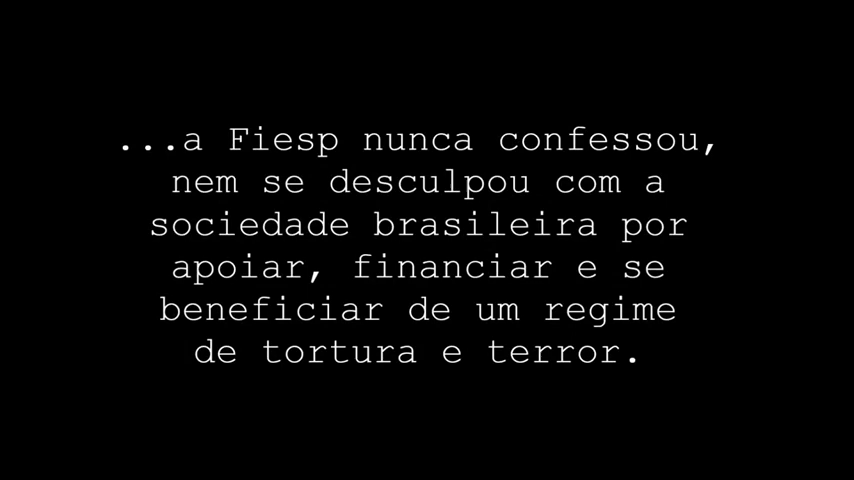 ...a Fiesp nunca confessou,
nem se desculpou com a
sociedade brasileira por
apoiar, financiar e se
beneficiar de um regime
de tortura e terror.